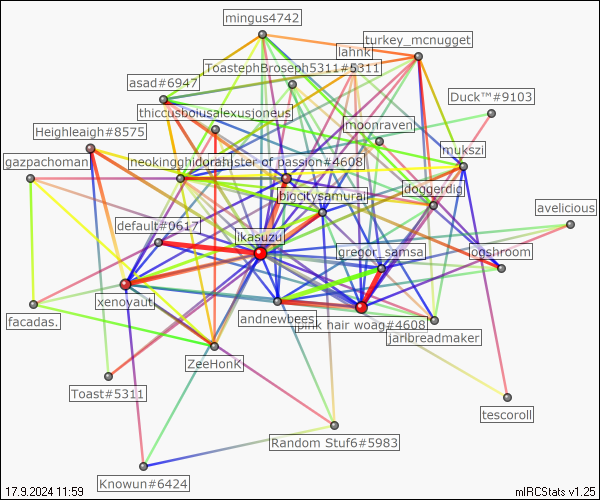 mingus4742
turkey_mcnugget
lahnk
ToastephBroseph5311#5311
asad#6947
Duck™#9103
thiccusboiusalexusjoneus
moonraven
Heighleaigh#8575
mukszi
gazpachoman
neokingghidorah
ster of passion#4608
doggerdig
bigcitysamurai
avelicious
default#0617
ikasuzu
gregor_samsa
ogshroom
xenoyaut
facadas.
andnewbees
pink hair woag#4608
jarlbreadmaker
ZeeHonk
Toast#5311
tescoroll
Random Stuf6#5983
Knowun#6424
17.9.2024 11:59
mIRCStats v1.25